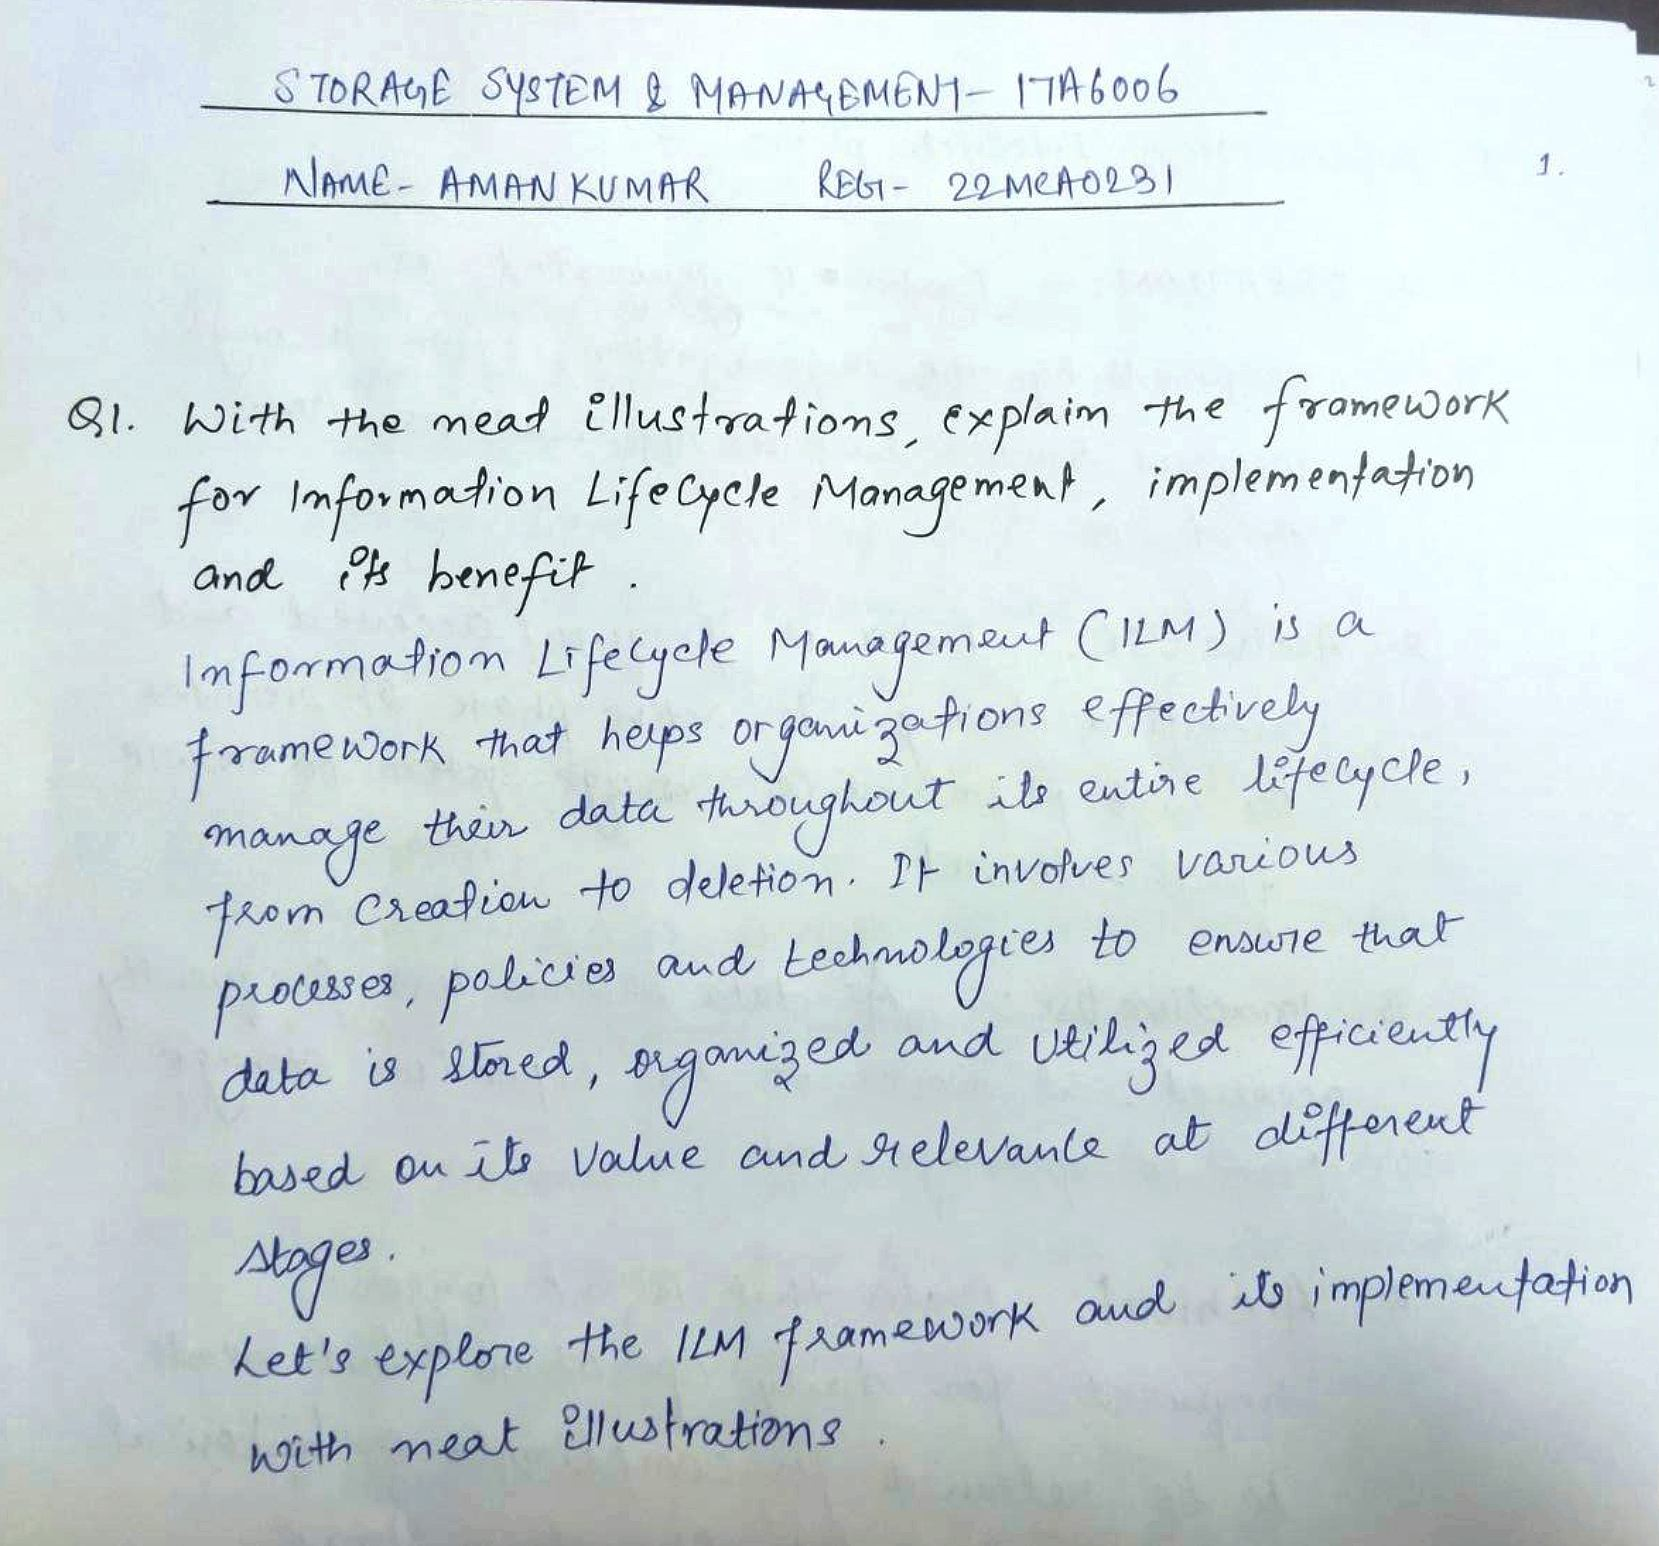 STORAGE SYSTEM & MANAGEMENT- ITA6006
NAME- AMAN KUMAR REG- 22MCA0231
1.
Q1. With the neat illustrations, explain the framework
for Information LifeCycle Management, implementation
and its benefit.
Information Lifecycle Management (ILM) is a
framework that helps organizations effectively
manage their data throughout its entire lifecycle,
from creation to deletion. It involves various
processes, policies and technologies to ensure that
data is stored, organized and utilized efficiently
based on its value and relevance at different
stages.
Let's explore the ILM framework and its implementation
with neat illustrations.